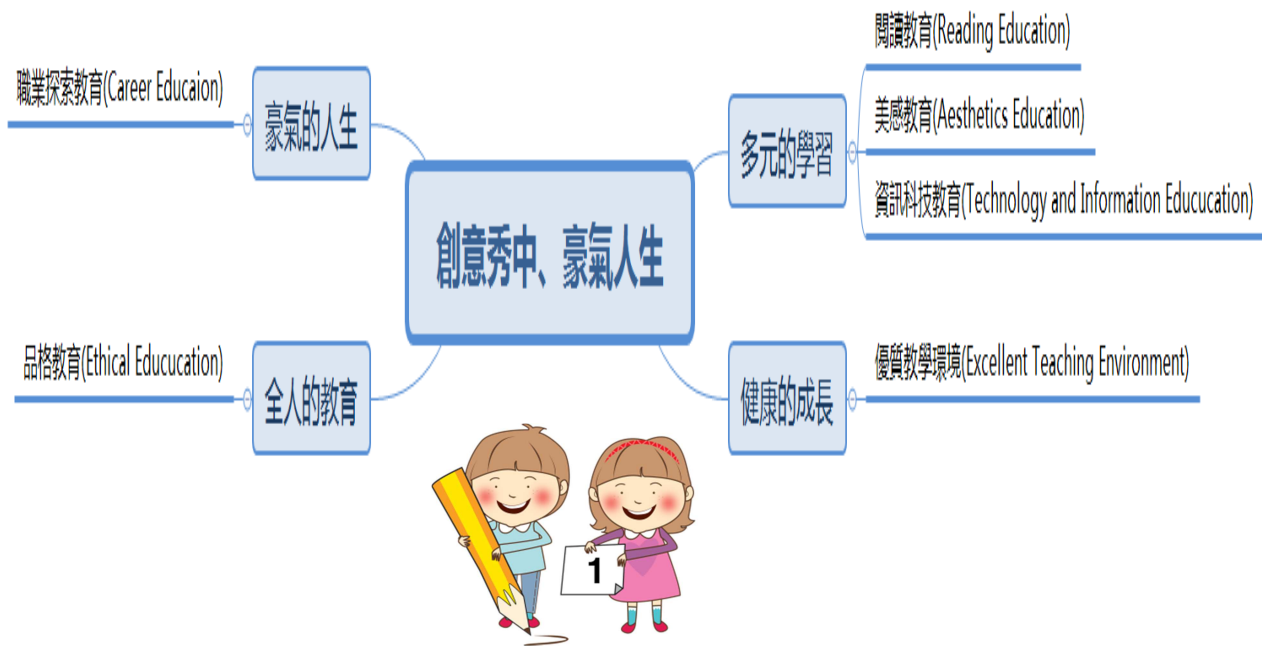 創意秀中、豪氣人生
豪氣的人生
職業探索教育(Career Educaion)
全人的教育
品格教育(Ethical Educucation)
多元的學習
閱讀教育(Reading Education)
美感教育(Aesthetics Education)
資訊科技教育(Technology and Information Educucation)
健康的成長
優質教學環境(Excellent Teaching Environment)
1